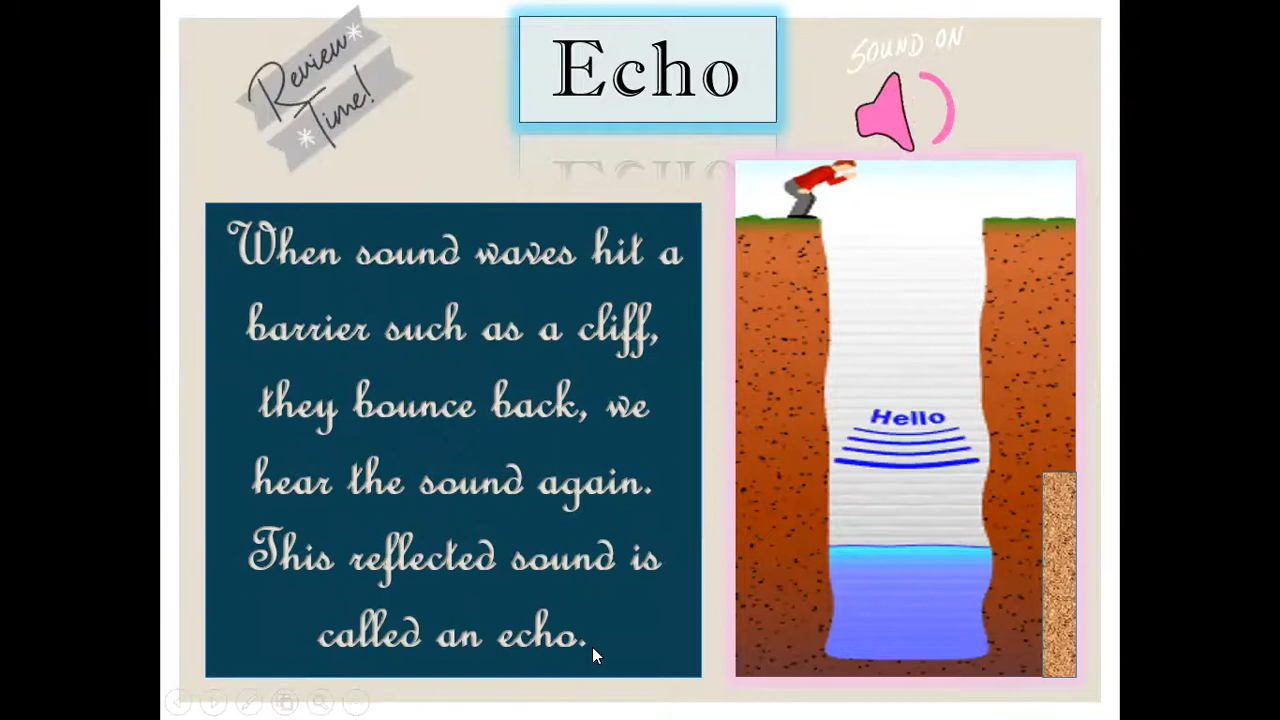 Review
Time!
Echo
SOUND ON
ECHO
When sound waves hit a
barrier such as a cliff,
they bounce back, we
hear the sound again.
This reflected sound is
called an echo.
Hello